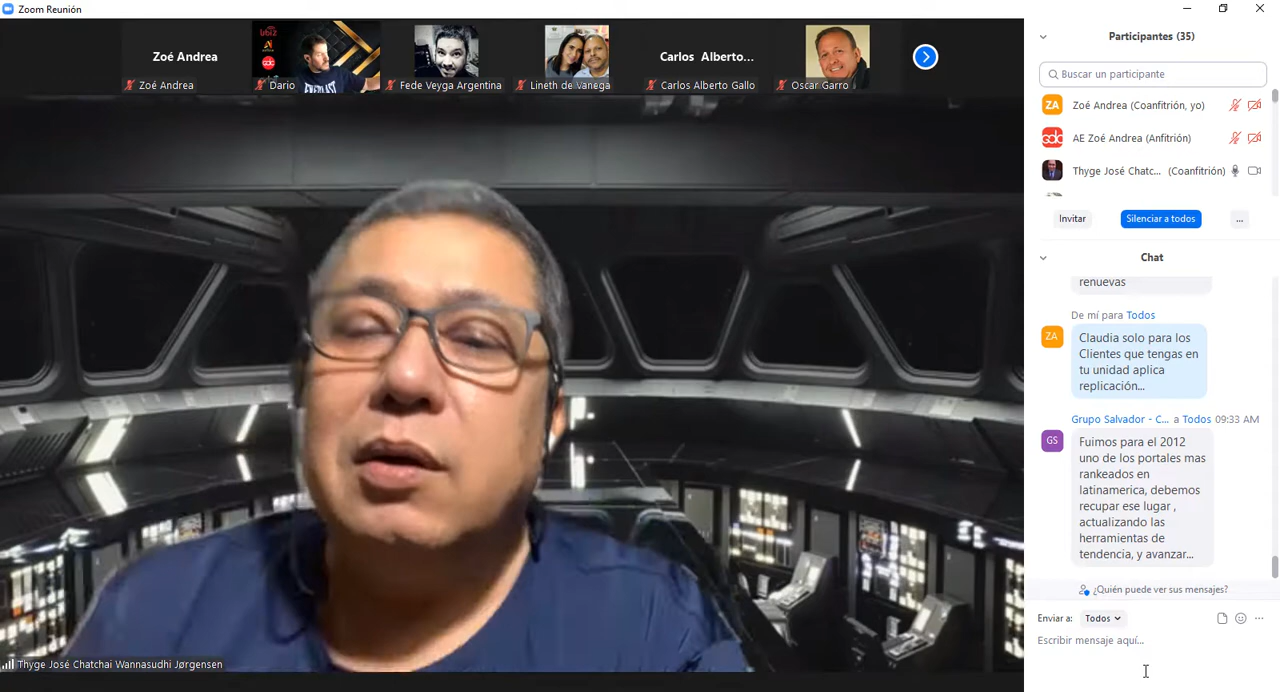 Zoom Reunión
Zoé Andrea
Carlos Alberto...
Zoé Andrea
Dario
Fede Veyga Argentina
Lineth de Vanega
Carlos Alberto Gallo
Oscar Garro
Participantes (35)
Buscar un participante
ZA
Zoé Andrea (Coanfitrión, yo)
gdc
AE Zoé Andrea (Anfitrión)
Thyge José Chatc... (Coanfitrión)
Invitar
Silenciar a todos
...
Chat
renuevas
De mí para Todos
ZA
Claudia solo para los
Clientes que tengas en
tu unidad aplica
replicación...
Grupo Salvador - C... a Todos 09:33 AM
GS
Fuimos para el 2012
uno de los portales mas
rankeados en
latinamerica, debemos
recupar ese lugar ,
actualizando las
herramientas de
tendencia, y avanzar...
¿Quién puede ver sus mensajes?
Enviar a: Todos
Escribir mensaje aquí...
Thyge José Chatchai Wannasudhi Jørgensen